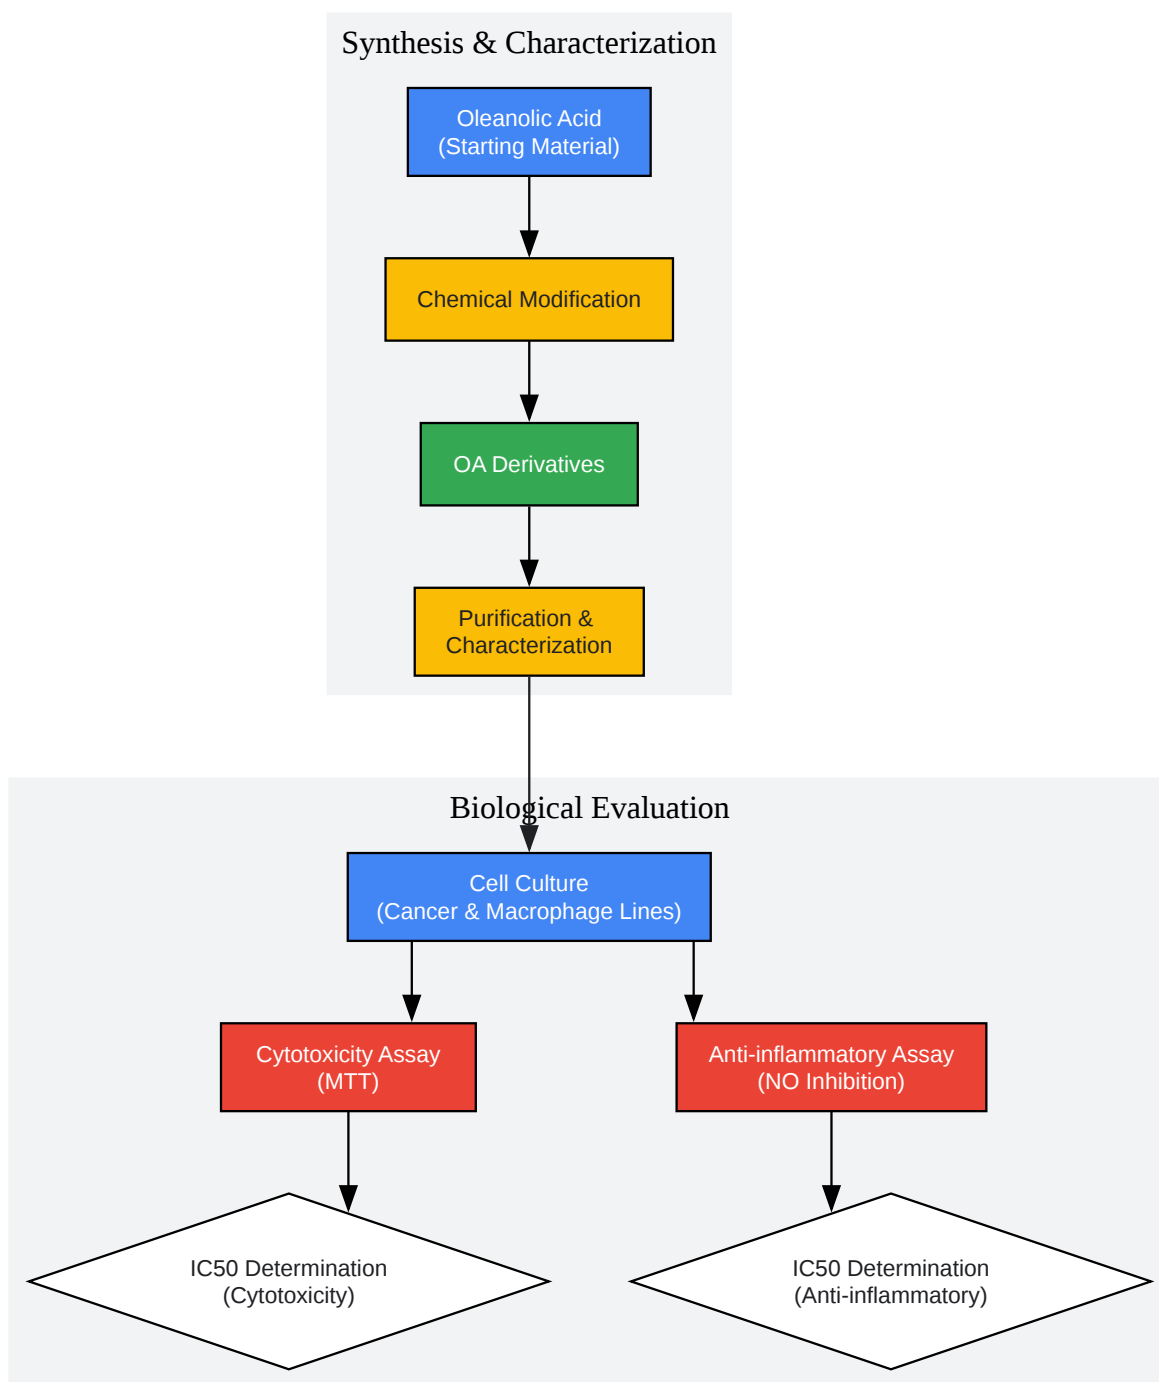 Synthesis & Characterization
Oleanolic Acid
(Starting Material)
Chemical Modification
OA Derivatives
Purification &
Characterization
Biological Evaluation
Cell Culture
(Cancer & Macrophage Lines)
Cytotoxicity Assay
(MTT)
Anti-inflammatory Assay
(NO Inhibition)
IC50 Determination
(Cytotoxicity)
IC50 Determination
(Anti-inflammatory)